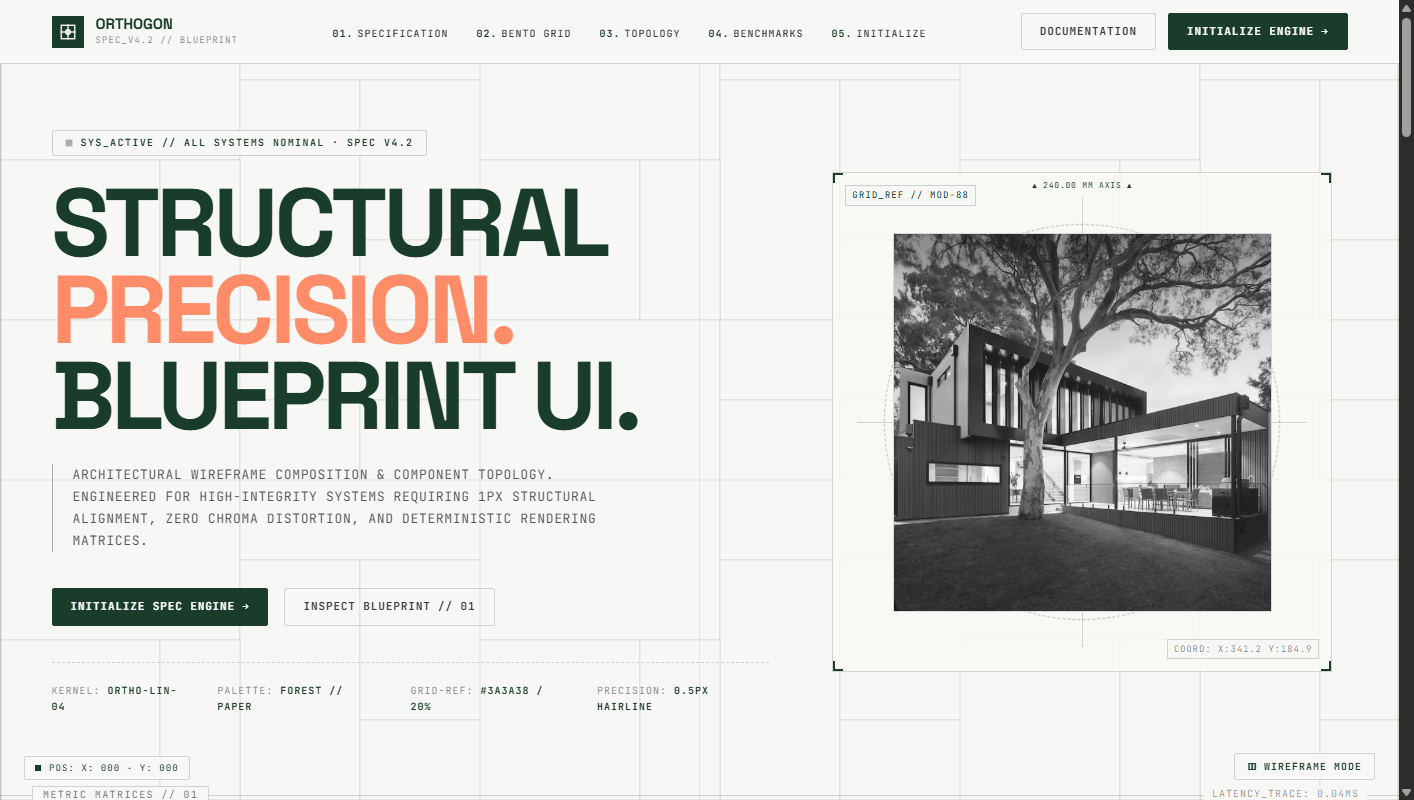 ORTHOGON
SPEC_V4.2 // BLUEPRINT
01. SPECIFICATION
02. BENTO GRID
03. TOPOLOGY
04. BENCHMARKS
05. INITIALIZE
DOCUMENTATION
INITIALIZE ENGINE →
SYS_ACTIVE // ALL SYSTEMS NOMINAL · SPEC V4.2
STRUCTURAL
PRECISION.
BLUEPRINT UI.
ARCHITECTURAL WIREFRAME COMPOSITION & COMPONENT TOPOLOGY.
ENGINEERED FOR HIGH-INTEGRITY SYSTEMS REQUIRING 1PX STRUCTURAL
ALIGNMENT, ZERO CHROMA DISTORTION, AND DETERMINISTIC RENDERING
MATRICES.
INITIALIZE SPEC ENGINE →
INSPECT BLUEPRINT // 01
KERNEL: ORTHO-LIN-
04
PALETTE: FOREST //
PAPER
GRID-REF: #3A3A38 /
20%
PRECISION: 0.5PX
HAIRLINE
GRID_REF // MOD-88
▲ 240.00 MM AXIS ▲
COORD: X:341.2 Y:184.9
POS: X: 000 · Y: 000
METRIC MATRICES // 01
WIREFRAME MODE
LATENCY_TRACE: 0.04MS